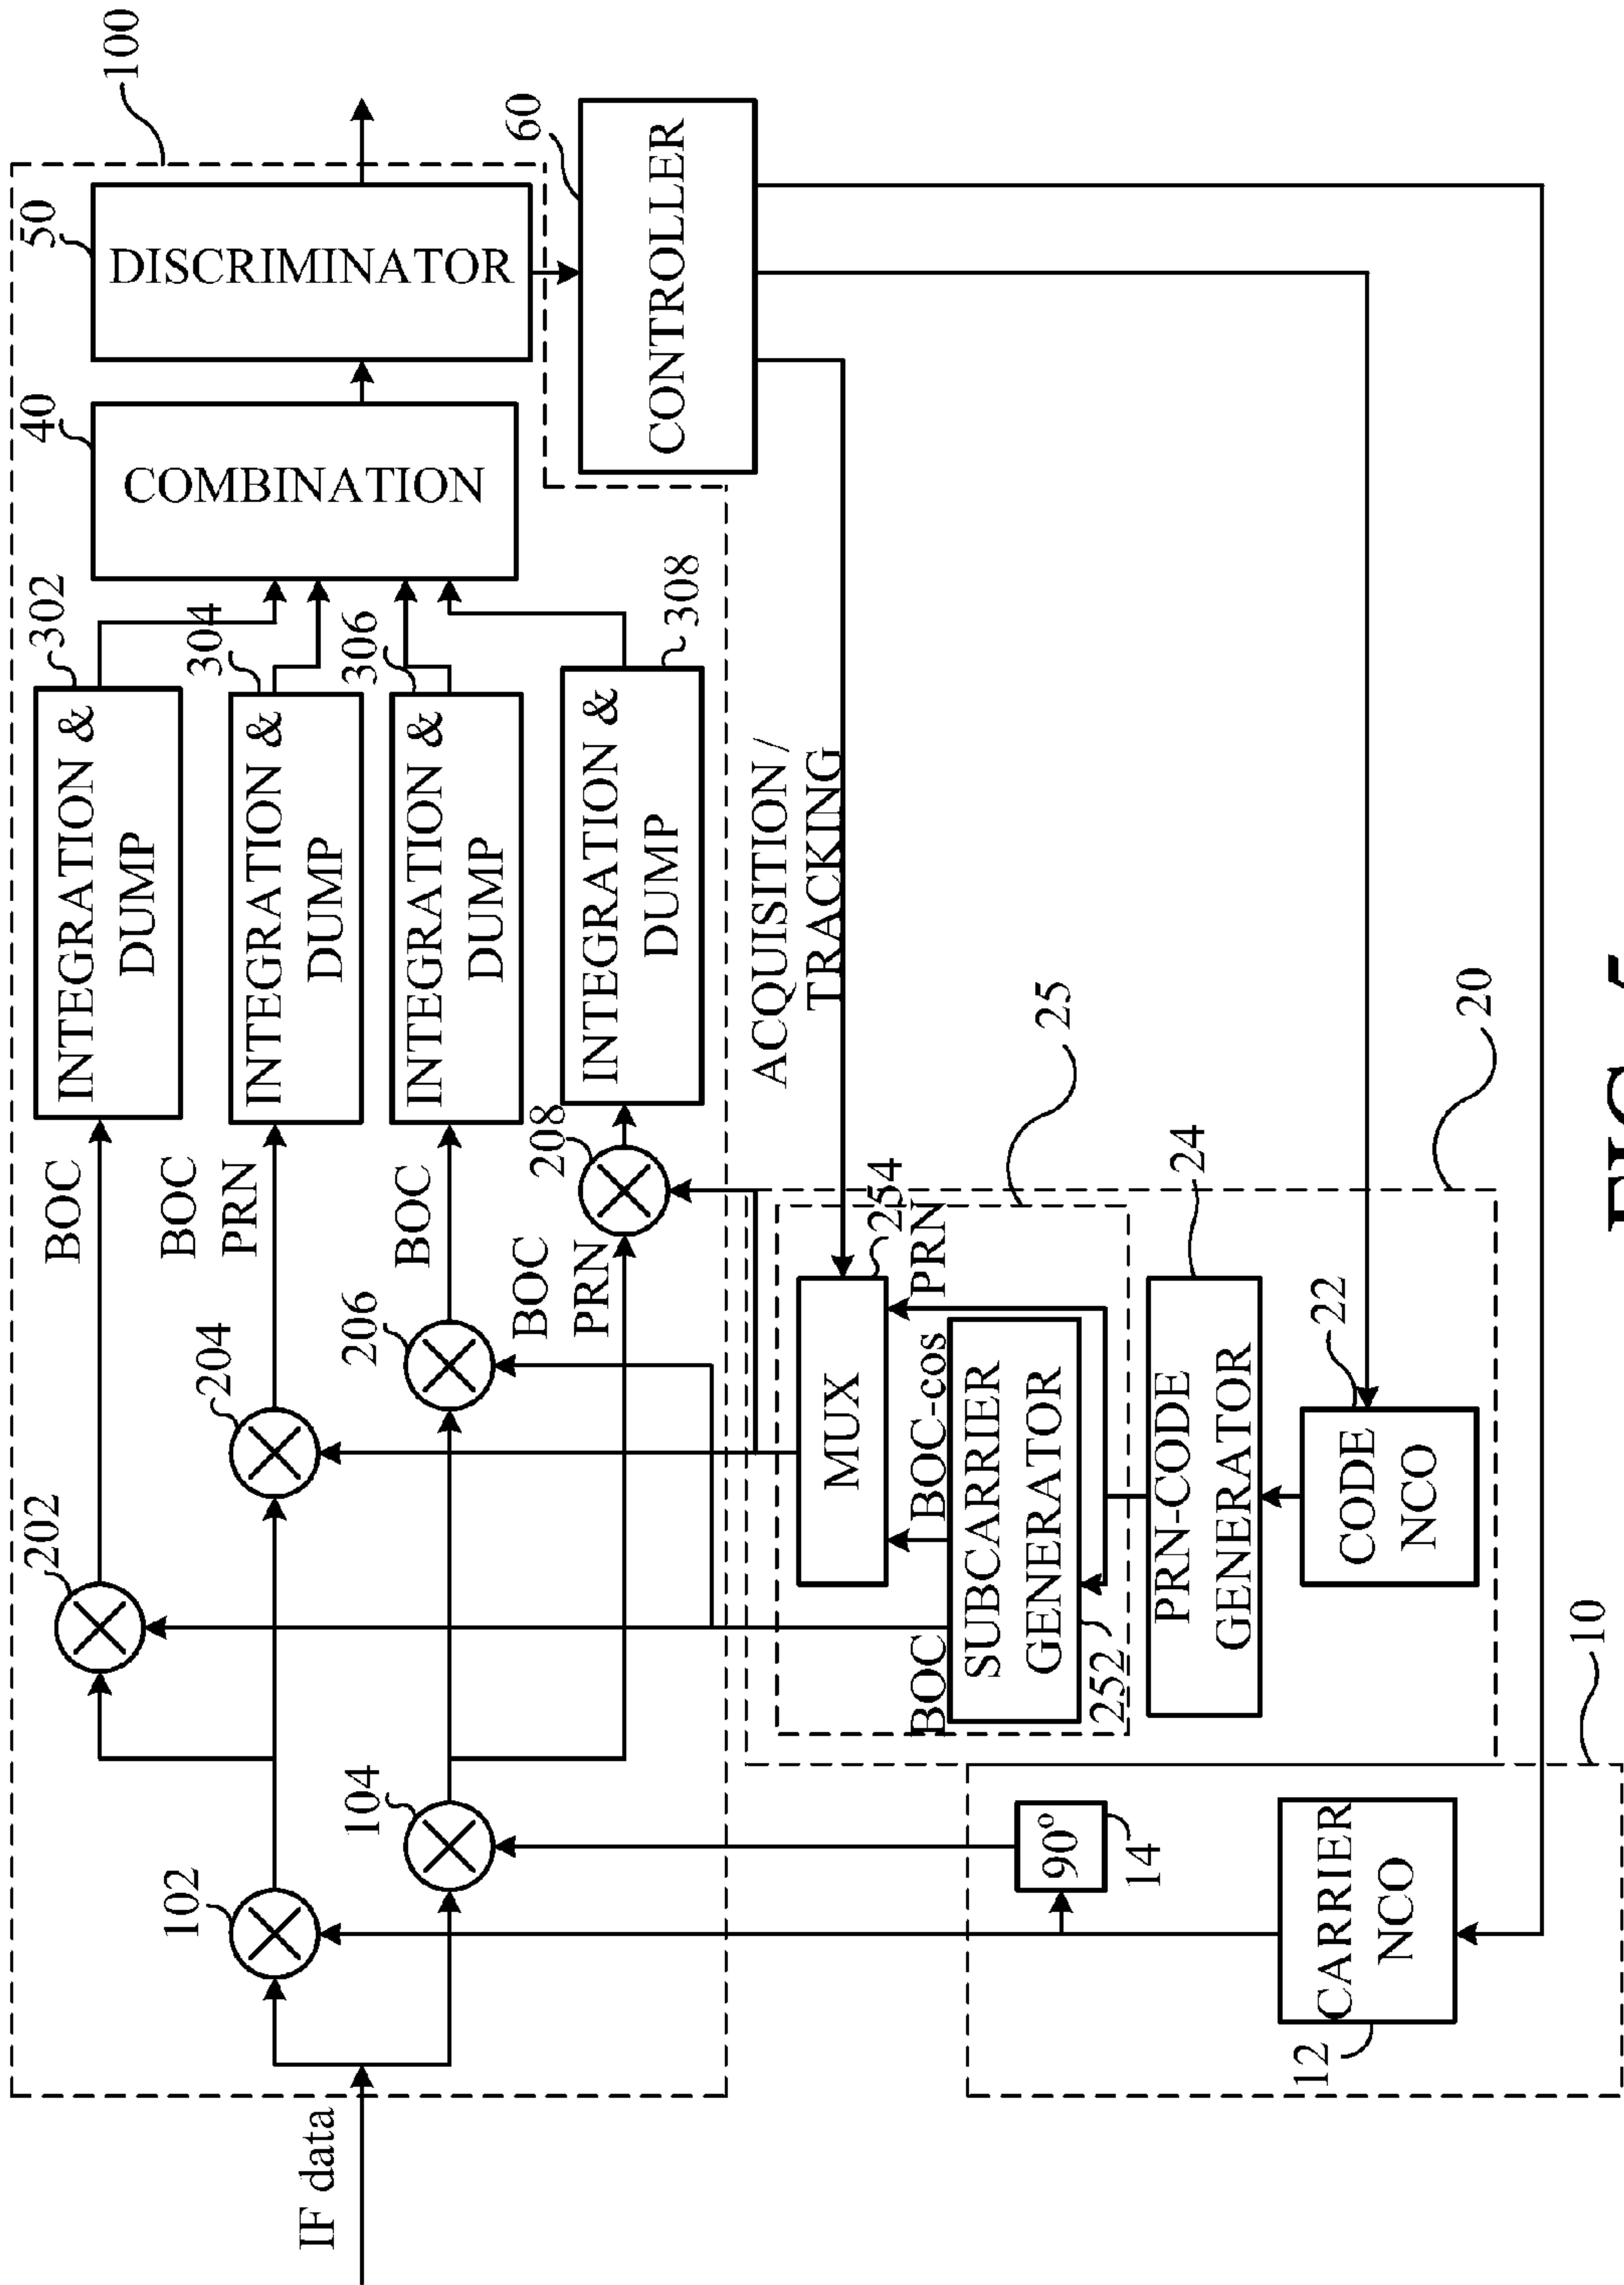 100
50
DISCRIMINATOR
40
COMBINATION
60
CONTROLLER
302
INTEGRATION &
DUMP
304
INTEGRATION &
DUMP
306
INTEGRATION &
DUMP
308
INTEGRATION &
DUMP
BOC
BOC
PRN
BOC
BOC
PRN
202
204
206
208
102
104
IF data
ACQUISITION /
TRACKING
25
20
254
MUX
PRN
BOC-cos
BOC
SUBCARRIER
GENERATOR
252
24
PRN-CODE
GENERATOR
22
CODE
NCO
10
90°
14
CARRIER
NCO
12